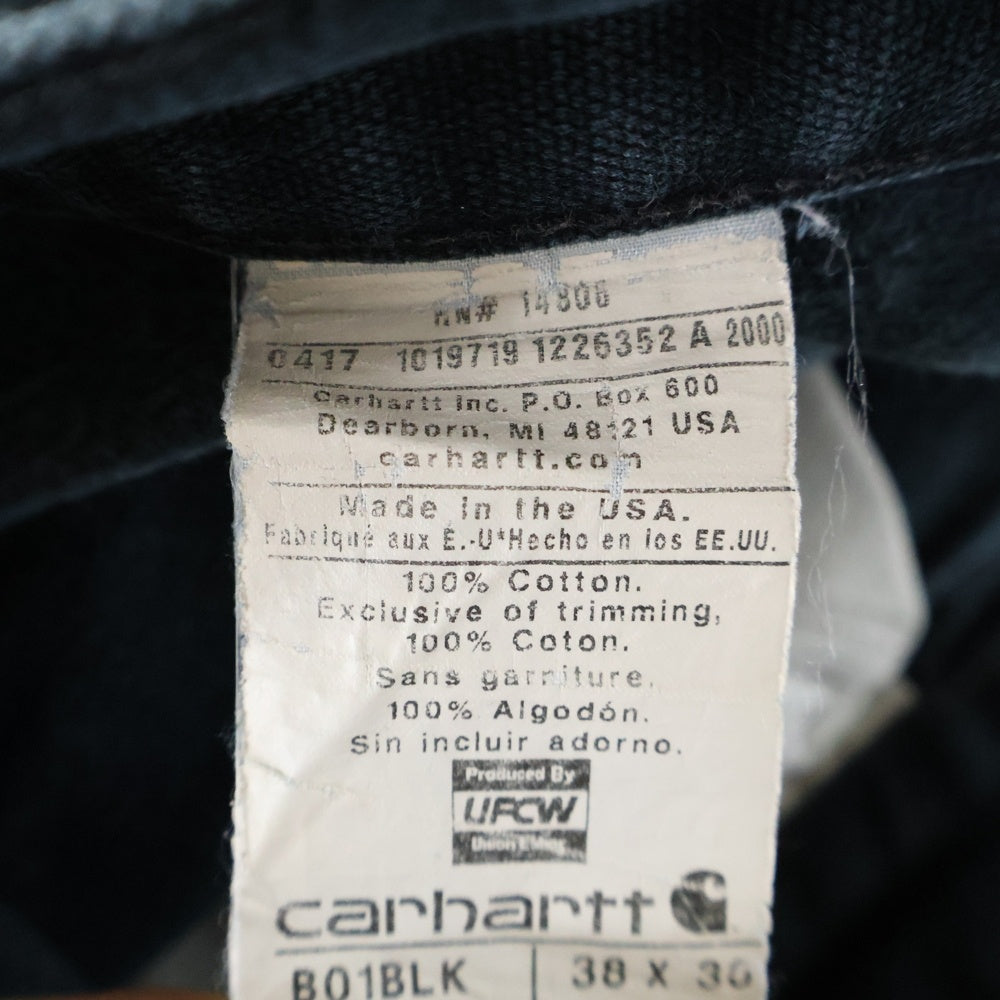 RN# 14806
0417 1019719 1226352 A 2000
Carhartt Inc. P.O. Box 600
Dearborn, MI 48121 USA
carhartt.com
Made in the USA.
Fabriqué aux É.-U*Hecho en los EE.UU.
100% Cotton.
Exclusive of trimming,
100% Coton.
Sans garniture.
100% Algodón.
Sin incluir adorno.
Produced By
UFCW
Union
carhartt
B01BLK 38 X